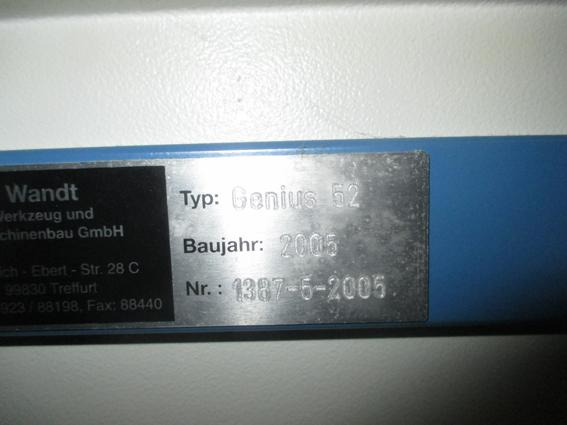 Wandt
Werkzeug und
chinenbau GmbH
ich - Ebert - Str. 28 C
99830 Treffurt
923 / 88198, Fax: 88440
Typ: Genius 52
Baujahr: 2005
Nr. : 1387-6-2005